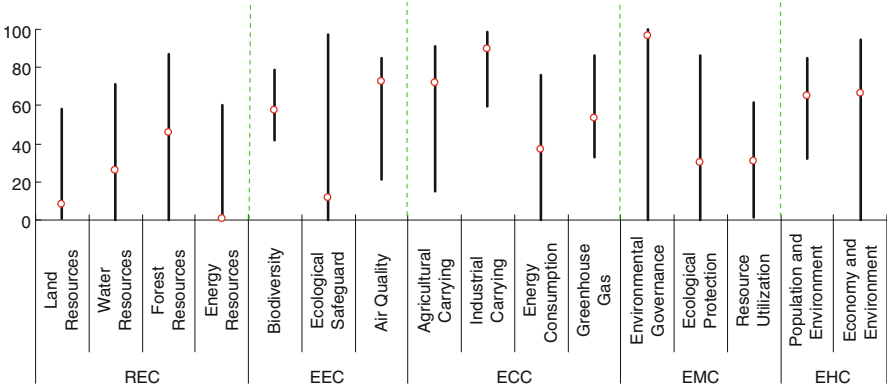 100
80
60
40
20
0
Land
Resources
Water
Resources
Forest
Resources
Energy
Resources
Biodiversity
Ecological
Safeguard
Air Quality
Agricultural
Carrying
Industrial
Carrying
Energy
Consumption
Greenhouse
Gas
Environmental
Governance
Ecological
Protection
Resource
Utilization
Population and
Environment
Economy and
Environment
REC
EEC
ECC
EMC
EHC